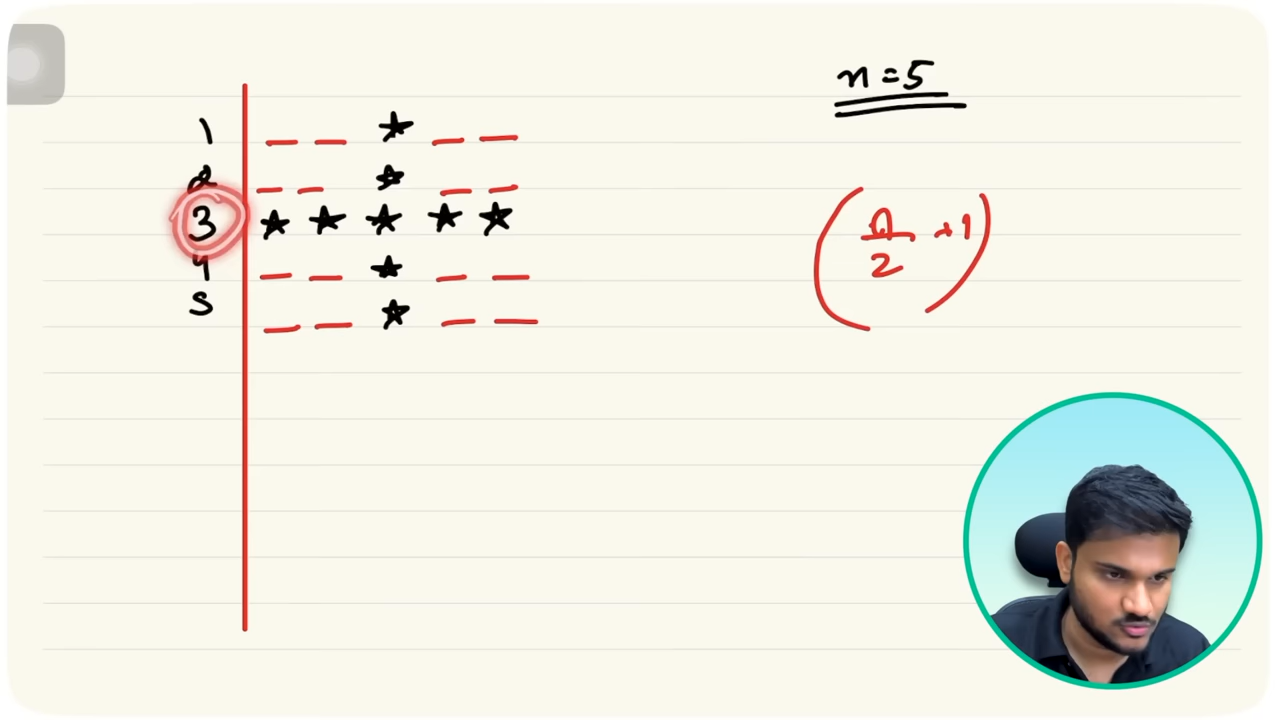 n = 5
1 _ _ ★ _ _
2 _ _ ★ _ _
3 ★ ★ ★ ★ ★
4 _ _ ★ _ _
5 _ _ ★ _ _
(n/2 +1)